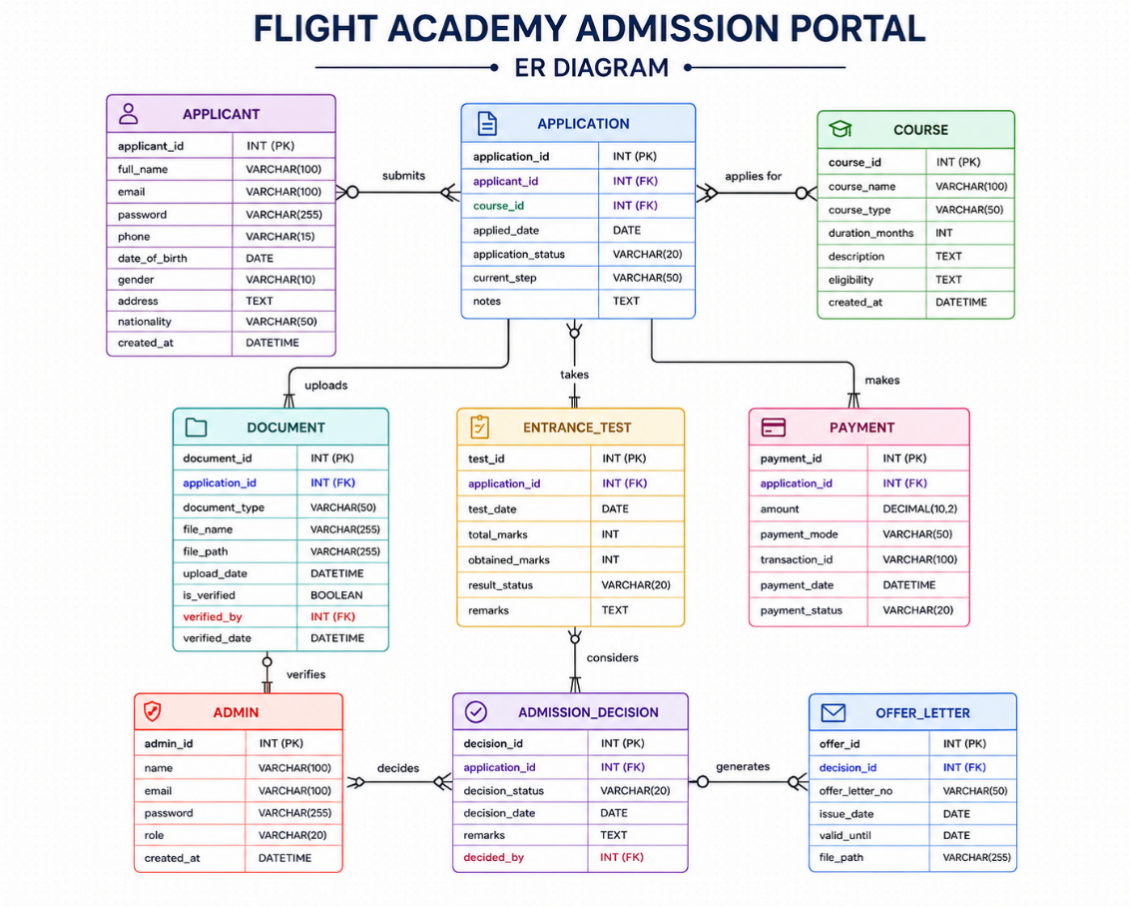 FLIGHT ACADEMY ADMISSION PORTAL
ER DIAGRAM
APPLICANT
applicant_id INT (PK)
full_name VARCHAR(100)
email VARCHAR(100)
password VARCHAR(255)
phone VARCHAR(15)
date_of_birth DATE
gender VARCHAR(10)
address TEXT
nationality VARCHAR(50)
created_at DATETIME
submits
APPLICATION
application_id INT (PK)
applicant_id INT (FK)
course_id INT (FK)
applied_date DATE
application_status VARCHAR(20)
current_step VARCHAR(50)
notes TEXT
applies for
COURSE
course_id INT (PK)
course_name VARCHAR(100)
course_type VARCHAR(50)
duration_months INT
description TEXT
eligibility TEXT
created_at DATETIME
uploads
takes
makes
DOCUMENT
document_id INT (PK)
application_id INT (FK)
document_type VARCHAR(50)
file_name VARCHAR(255)
file_path VARCHAR(255)
upload_date DATETIME
is_verified BOOLEAN
verified_by INT (FK)
verified_date DATETIME
ENTRANCE_TEST
test_id INT (PK)
application_id INT (FK)
test_date DATE
total_marks INT
obtained_marks INT
result_status VARCHAR(20)
remarks TEXT
PAYMENT
payment_id INT (PK)
application_id INT (FK)
amount DECIMAL(10,2)
payment_mode VARCHAR(50)
transaction_id VARCHAR(100)
payment_date DATETIME
payment_status VARCHAR(20)
verifies
considers
ADMIN
admin_id INT (PK)
name VARCHAR(100)
email VARCHAR(100)
password VARCHAR(255)
role VARCHAR(20)
created_at DATETIME
decides
ADMISSION_DECISION
decision_id INT (PK)
application_id INT (FK)
decision_status VARCHAR(20)
decision_date DATE
remarks TEXT
decided_by INT (FK)
generates
OFFER_LETTER
offer_id INT (PK)
decision_id INT (FK)
offer_letter_no VARCHAR(50)
issue_date DATE
valid_until DATE
file_path VARCHAR(255)